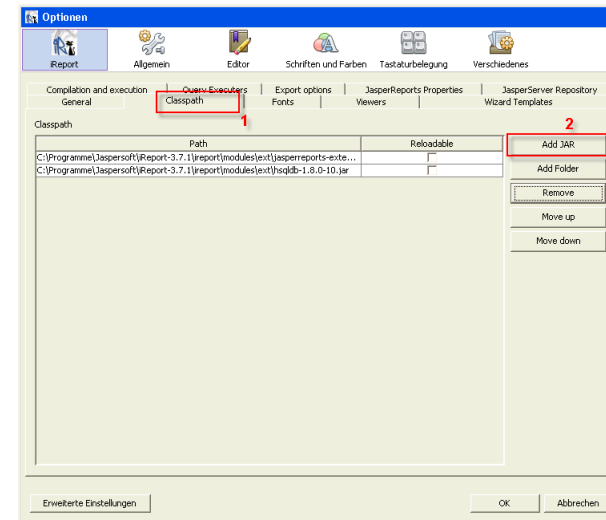 Optionen
iReport Allgemein Editor Schriften und Farben Tastaturbelegung Verschiedenes
Compilation and execution Query Executers Export options JasperReports Properties JasperServer Repository
General Classpath Fonts Viewers Wizard Templates
1
Classpath
2
Path Reloadable
Add JAR
C:\Programme\Jaspersoft\iReport-3.7.1\ireport\modules\ext\jasperreports-exte...
C:\Programme\Jaspersoft\iReport-3.7.1\ireport\modules\ext\hsqldb-1.8.0-10.jar
Add Folder
Remove
Move up
Move down
Erweiterte Einstellungen OK Abbrechen